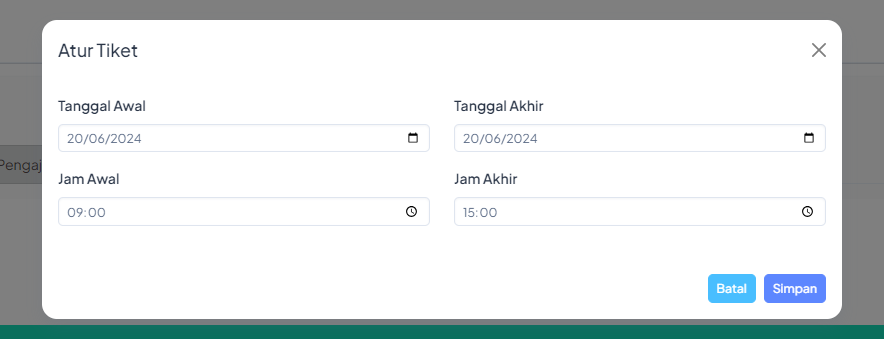 Atur Tiket
Tanggal Awal
Tanggal Akhir
20/06/2024
20/06/2024
Pengaj
Jam Awal
Jam Akhir
09:00
15:00
Batal
Simpan